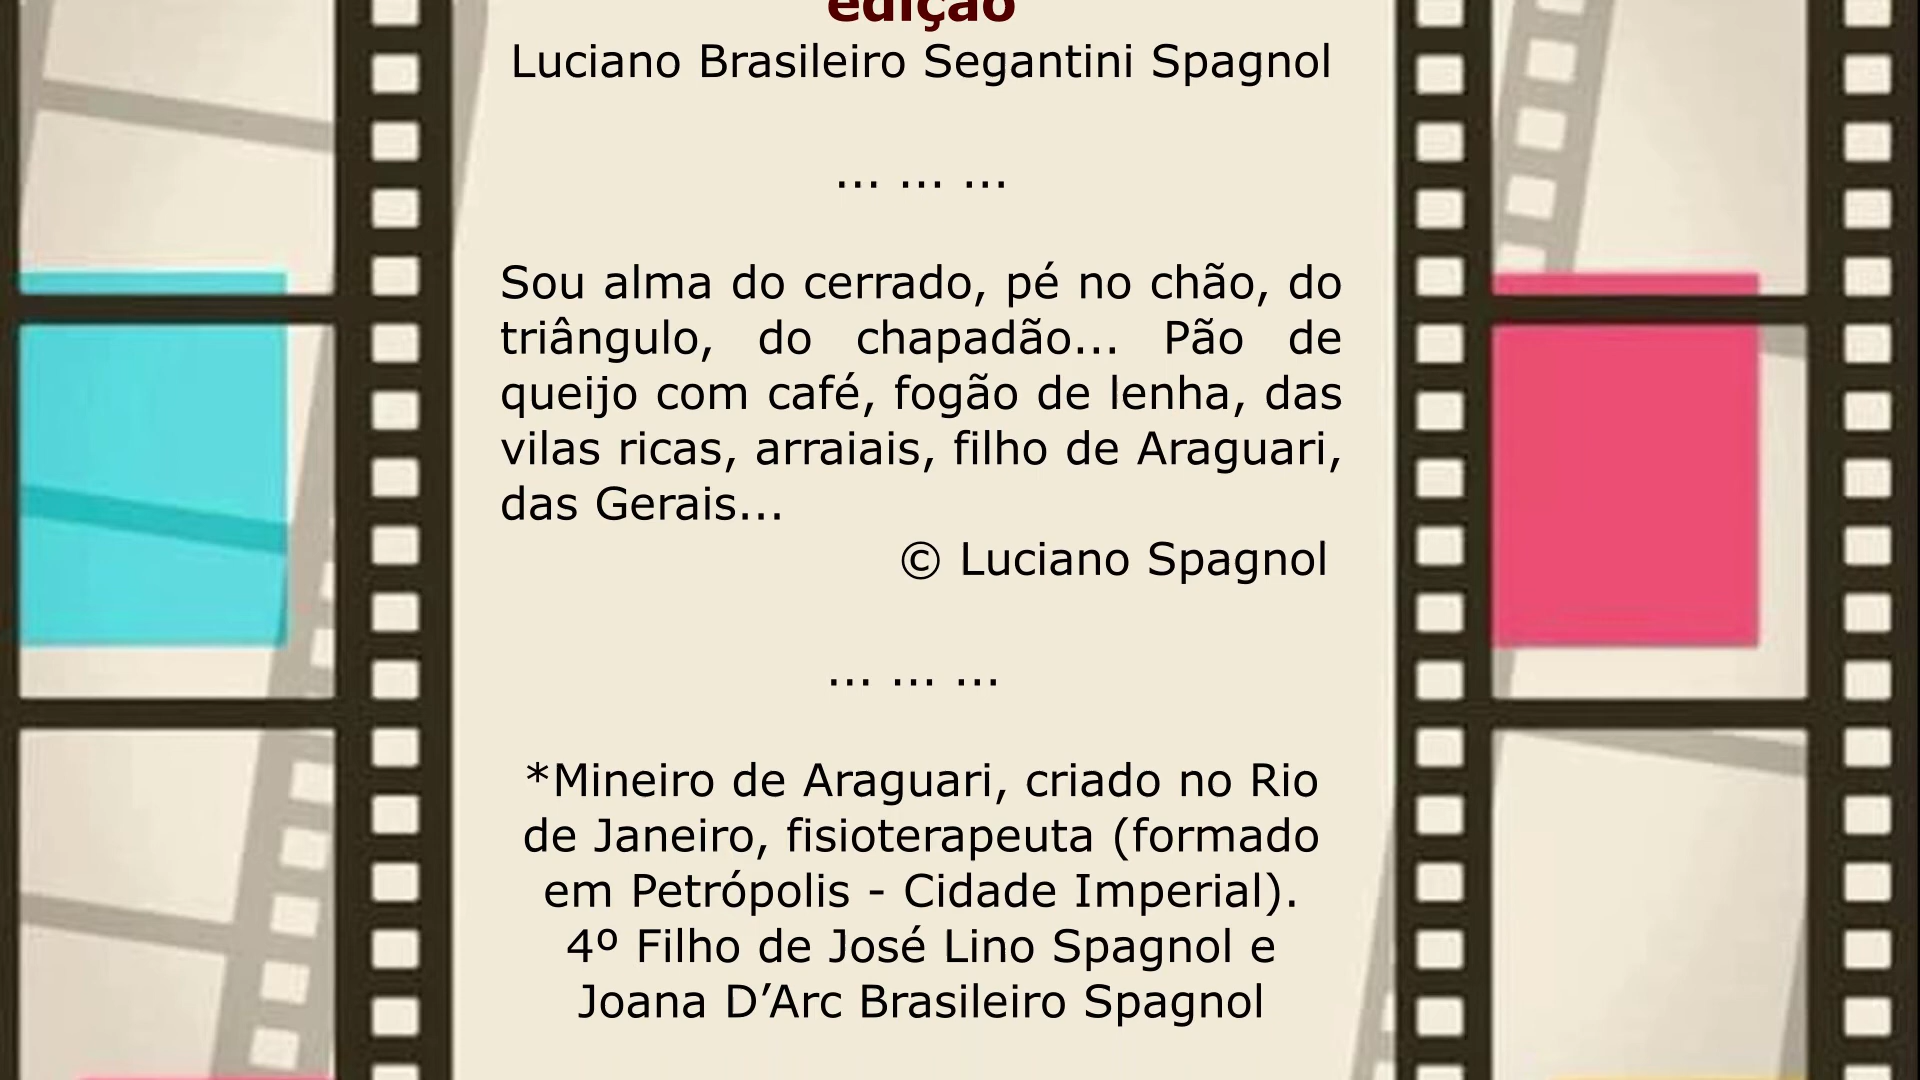 edição
Luciano Brasileiro Segantini Spagnol
... ... ...
Sou alma do cerrado, pé no chão, do
triângulo, do chapadão... Pão de
queijo com café, fogão de lenha, das
vilas ricas, arraiais, filho de Araguari,
das Gerais...
© Luciano Spagnol
... ... ...
*Mineiro de Araguari, criado no Rio
de Janeiro, fisioterapeuta (formado
em Petrópolis - Cidade Imperial).
4º Filho de José Lino Spagnol e
Joana D’Arc Brasileiro Spagnol